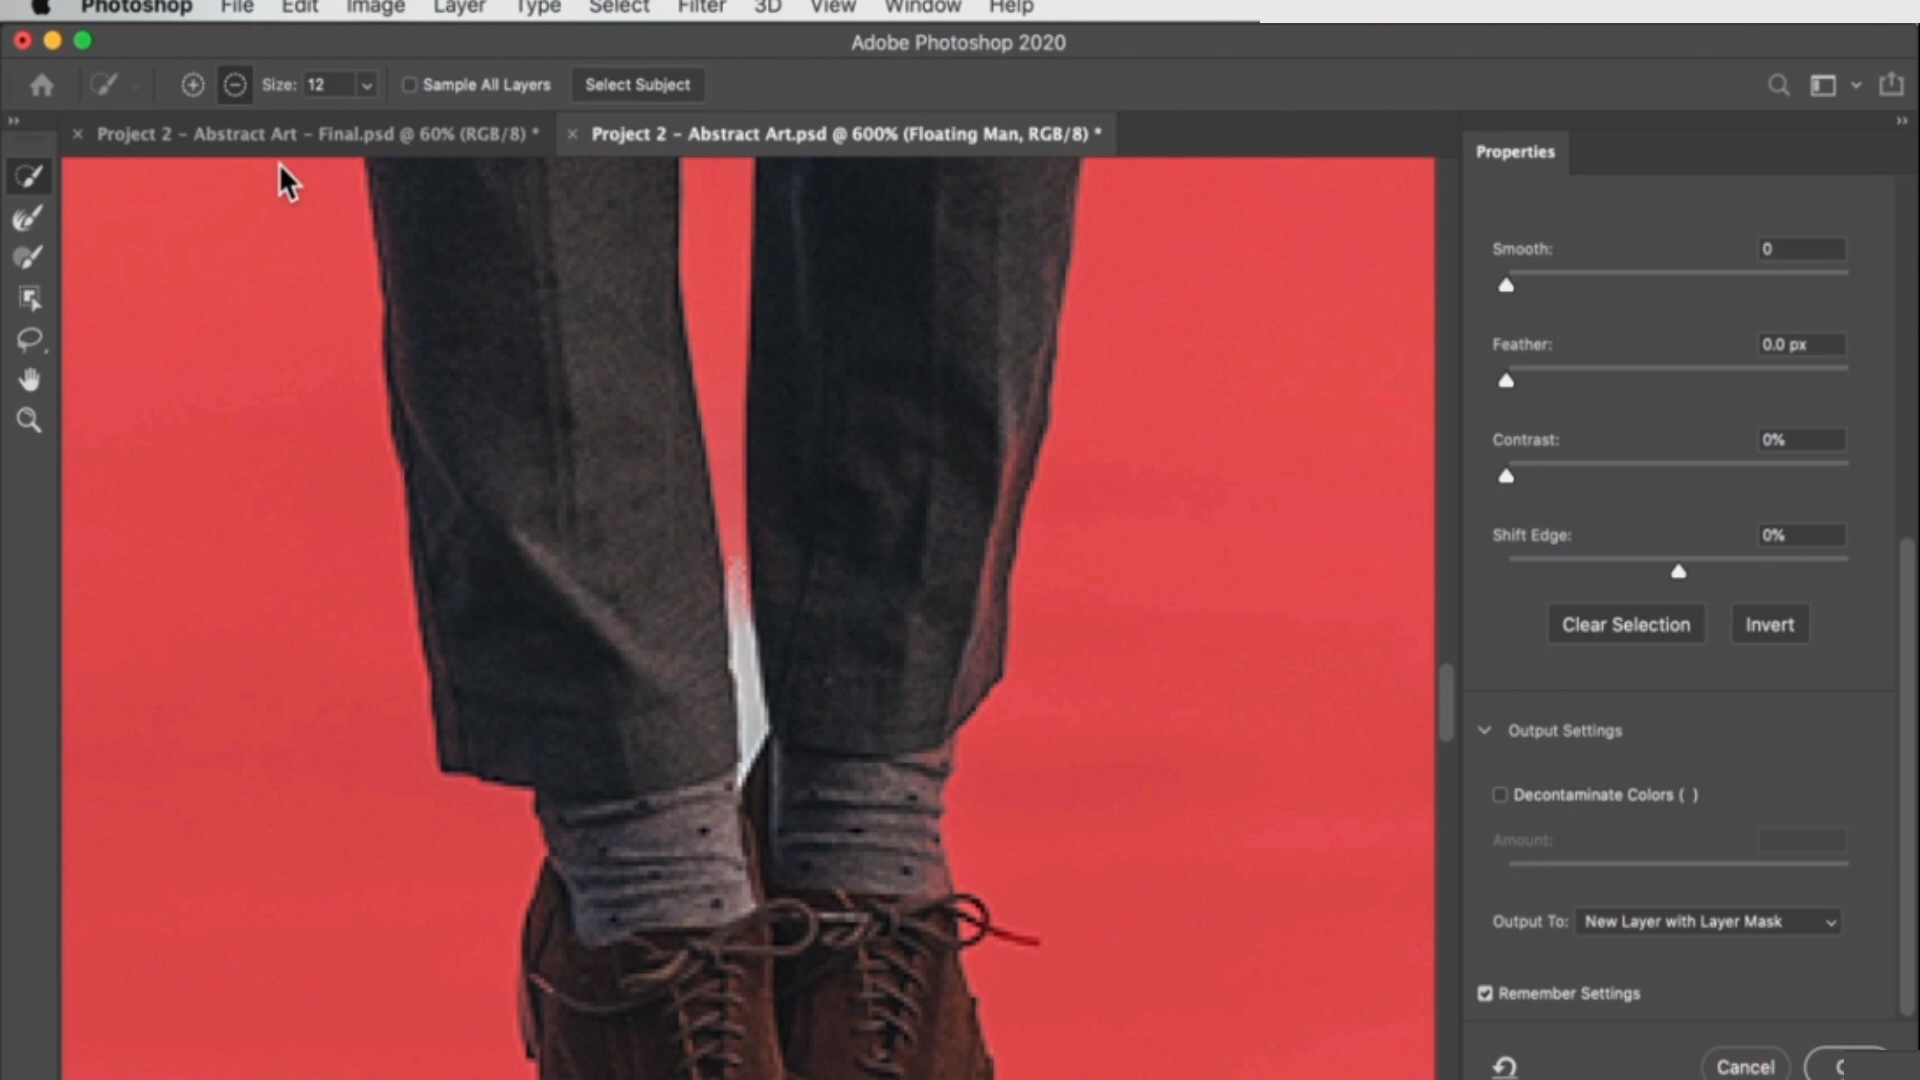 Photoshop File Edit Image Layer Type Select Filter 3D View Window Help
Adobe Photoshop 2020
Size: 12 Sample All Layers Select Subject
Project 2 - Abstract Art - Final.psd @ 60% (RGB/8) *
Project 2 - Abstract Art.psd @ 600% (Floating Man, RGB/8) *
Properties
Smooth: 0
Feather: 0.0 px
Contrast: 0%
Shift Edge: 0%
Clear Selection Invert
Output Settings
Decontaminate Colors ( )
Amount:
Output To: New Layer with Layer Mask
Remember Settings
Cancel